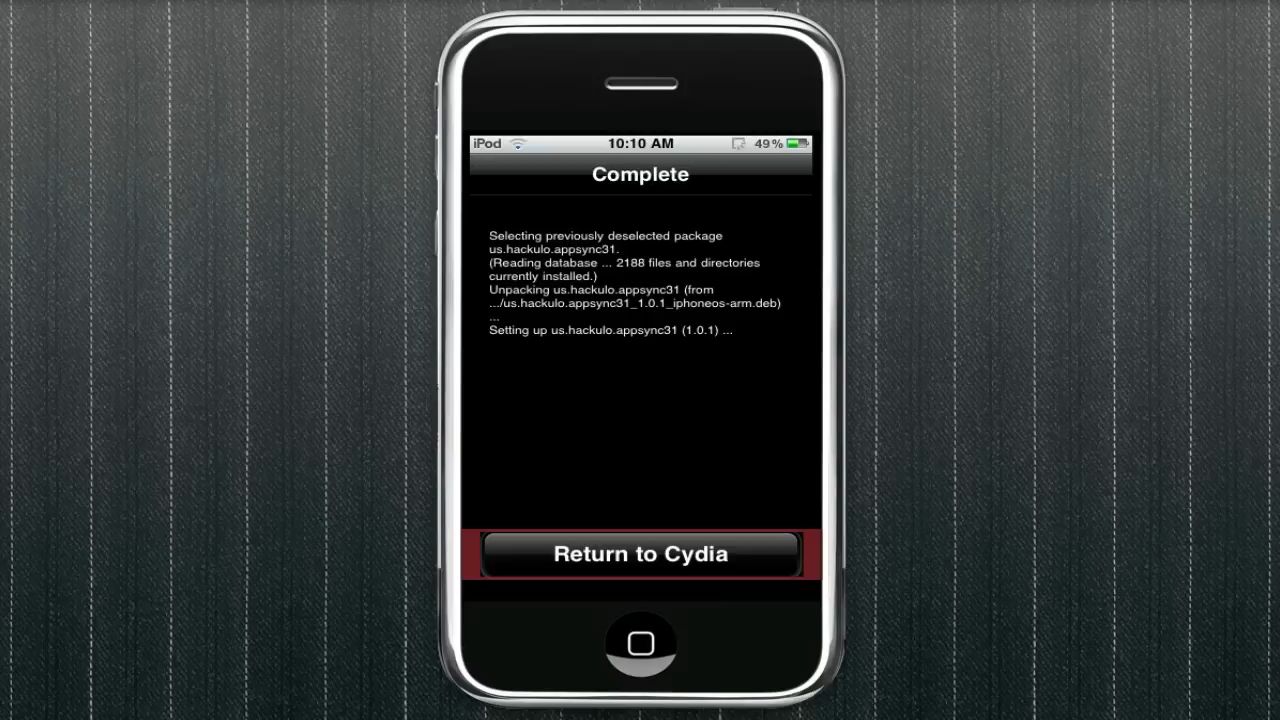 iPod 10:10 AM 49%
Complete
Selecting previously deselected package
us.hackulo.appsync31.
(Reading database ... 2188 files and directories
currently installed.)
Unpacking us.hackulo.appsync31 (from
.../us.hackulo.appsync31_1.0.1_iphoneos-arm.deb)
...
Setting up us.hackulo.appsync31 (1.0.1) ...
Return to Cydia